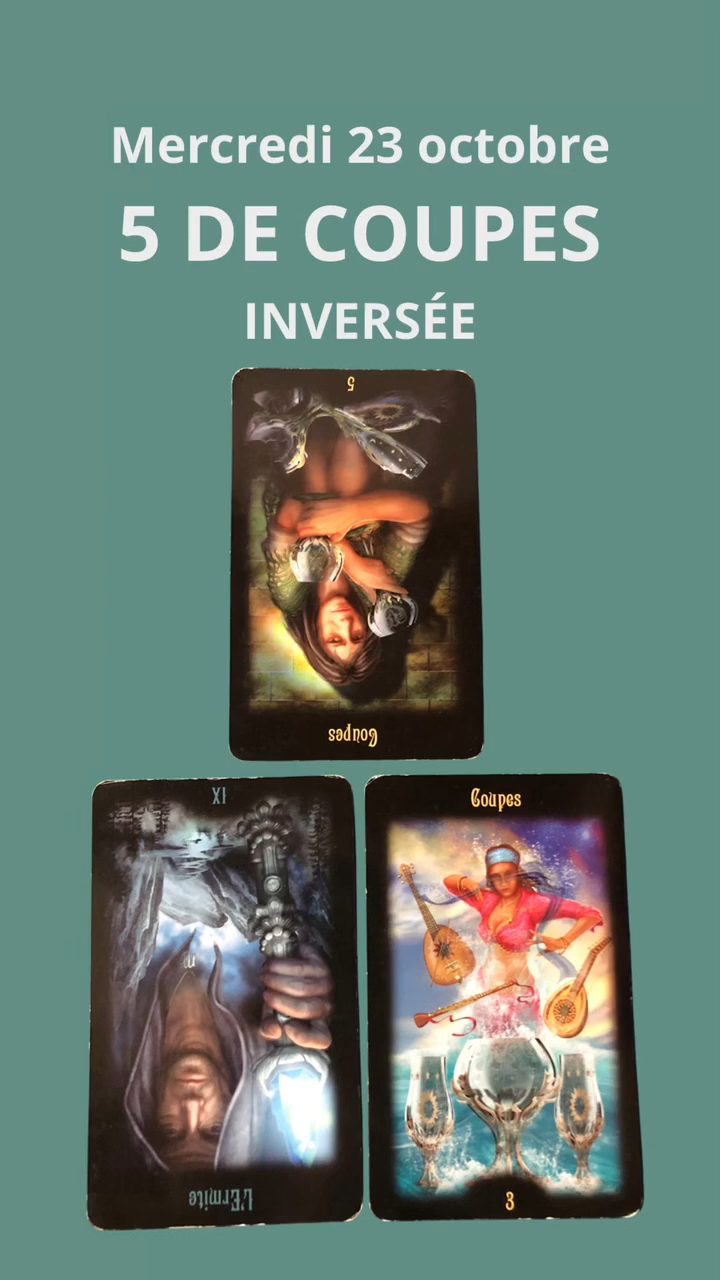 Mercredi 23 octobre
5 DE COUPES
INVERSÉE
5
Coupes
IX
L'Ermite
Coupes
3